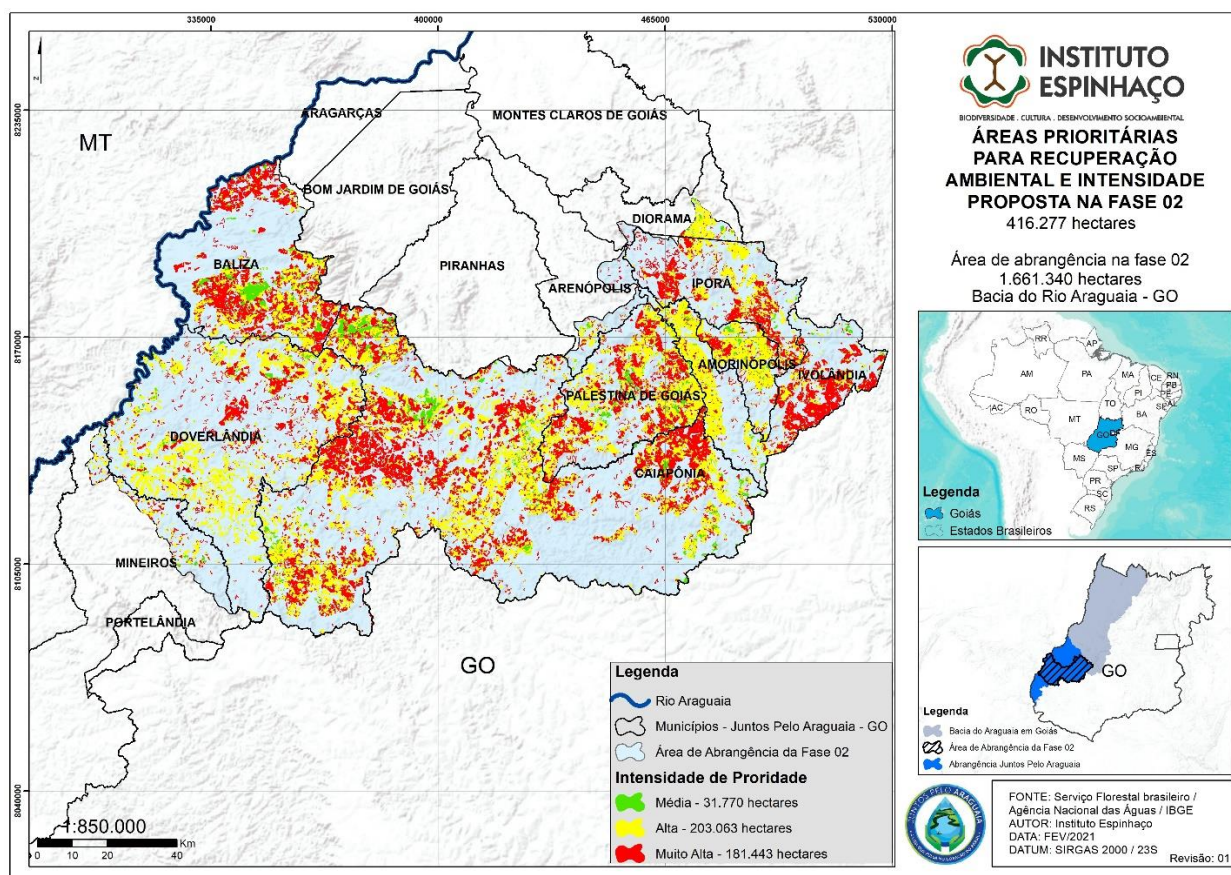 335000
400000
465000
530000
8235000
8170000
8105000
8040000
Z
MT
ARAGARÇAS
MONTES CLAROS DE GOIÁS
BOM JARDIM DE GOIÁS
DIORAMA
PIRANHAS
BALIZA
ARENÓPOLIS
IPORÁ
AMORINÓPOLIS
IVOLÂNDIA
PALESTINA DE GOIÁS
DOVERLÂNDIA
CAIAPÔNIA
MINEIROS
PORTELÂNDIA
GO
1:850.000
0 10 20 40
Km
Legenda
Rio Araguaia
Municípios - Juntos Pelo Araguaia - GO
Área de Abrangência da Fase 02
Intensidade de Proridade
Média - 31.770 hectares
Alta - 203.063 hectares
Muito Alta - 181.443 hectares
INSTITUTO
ESPINHAÇO
BIODIVERSIDADE . CULTURA . DESENVOLVIMENTO SOCIOAMBIENTAL
ÁREAS PRIORITÁRIAS
PARA RECUPERAÇÃO
AMBIENTAL E INTENSIDADE
PROPOSTA NA FASE 02
416.277 hectares
Área de abrangência na fase 02
1.661.340 hectares
Bacia do Rio Araguaia - GO
RR
AP
AM
PA
MA
CE
RN
PB
PE
AL
SE
PI
TO
AC
RO
MT
BA
GO
DF
MG
ES
MS
SP
RJ
PR
SC
RS
Legenda
Goiás
Estados Brasileiros
GO
Legenda
Bacia do Araguaia em Goiás
Área de Abrangência da Fase 02
Abrangência Juntos Pelo Araguaia
JUNTOS PELO ARAGUAIA
FONTE: Serviço Florestal brasileiro /
Agência Nacional das Águas / IBGE
AUTOR: Instituto Espinhaço
DATA: FEV/2021
DATUM: SIRGAS 2000 / 23S
Revisão: 01